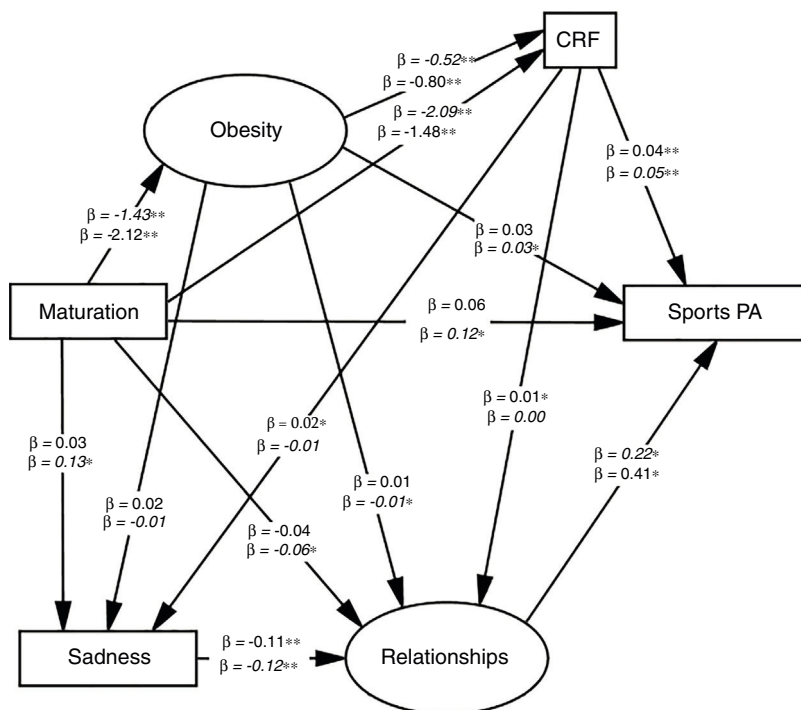 CRF
β = -0.52**
β = -0.80**
β = -2.09**
β = -1.48**
Obesity
β = 0.04**
β = 0.05**
β = -1.43**
β = -2.12**
β = 0.03
β = 0.03*
Maturation
β = 0.06
β = 0.12*
Sports PA
β = 0.01*
β = 0.00
β = 0.02*
β = -0.01
β = 0.03
β = 0.13*
β = 0.22*
β = 0.41*
β = 0.01
β = -0.01*
β = 0.02
β = -0.01
β = -0.04
β = -0.06*
Sadness
β = -0.11**
β = -0.12**
Relationships